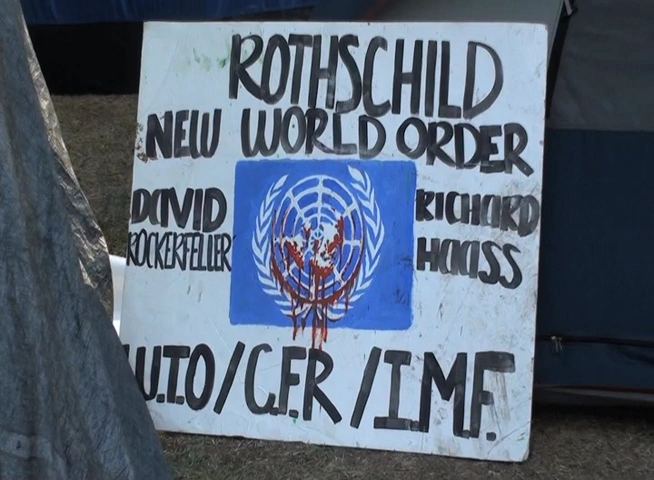 ROTHSCHILD
NEW WORLD ORDER
DAVID
ROCKERFELLER
RICHARD
HAASS
W.T.O/C.F.R/I.M.F.